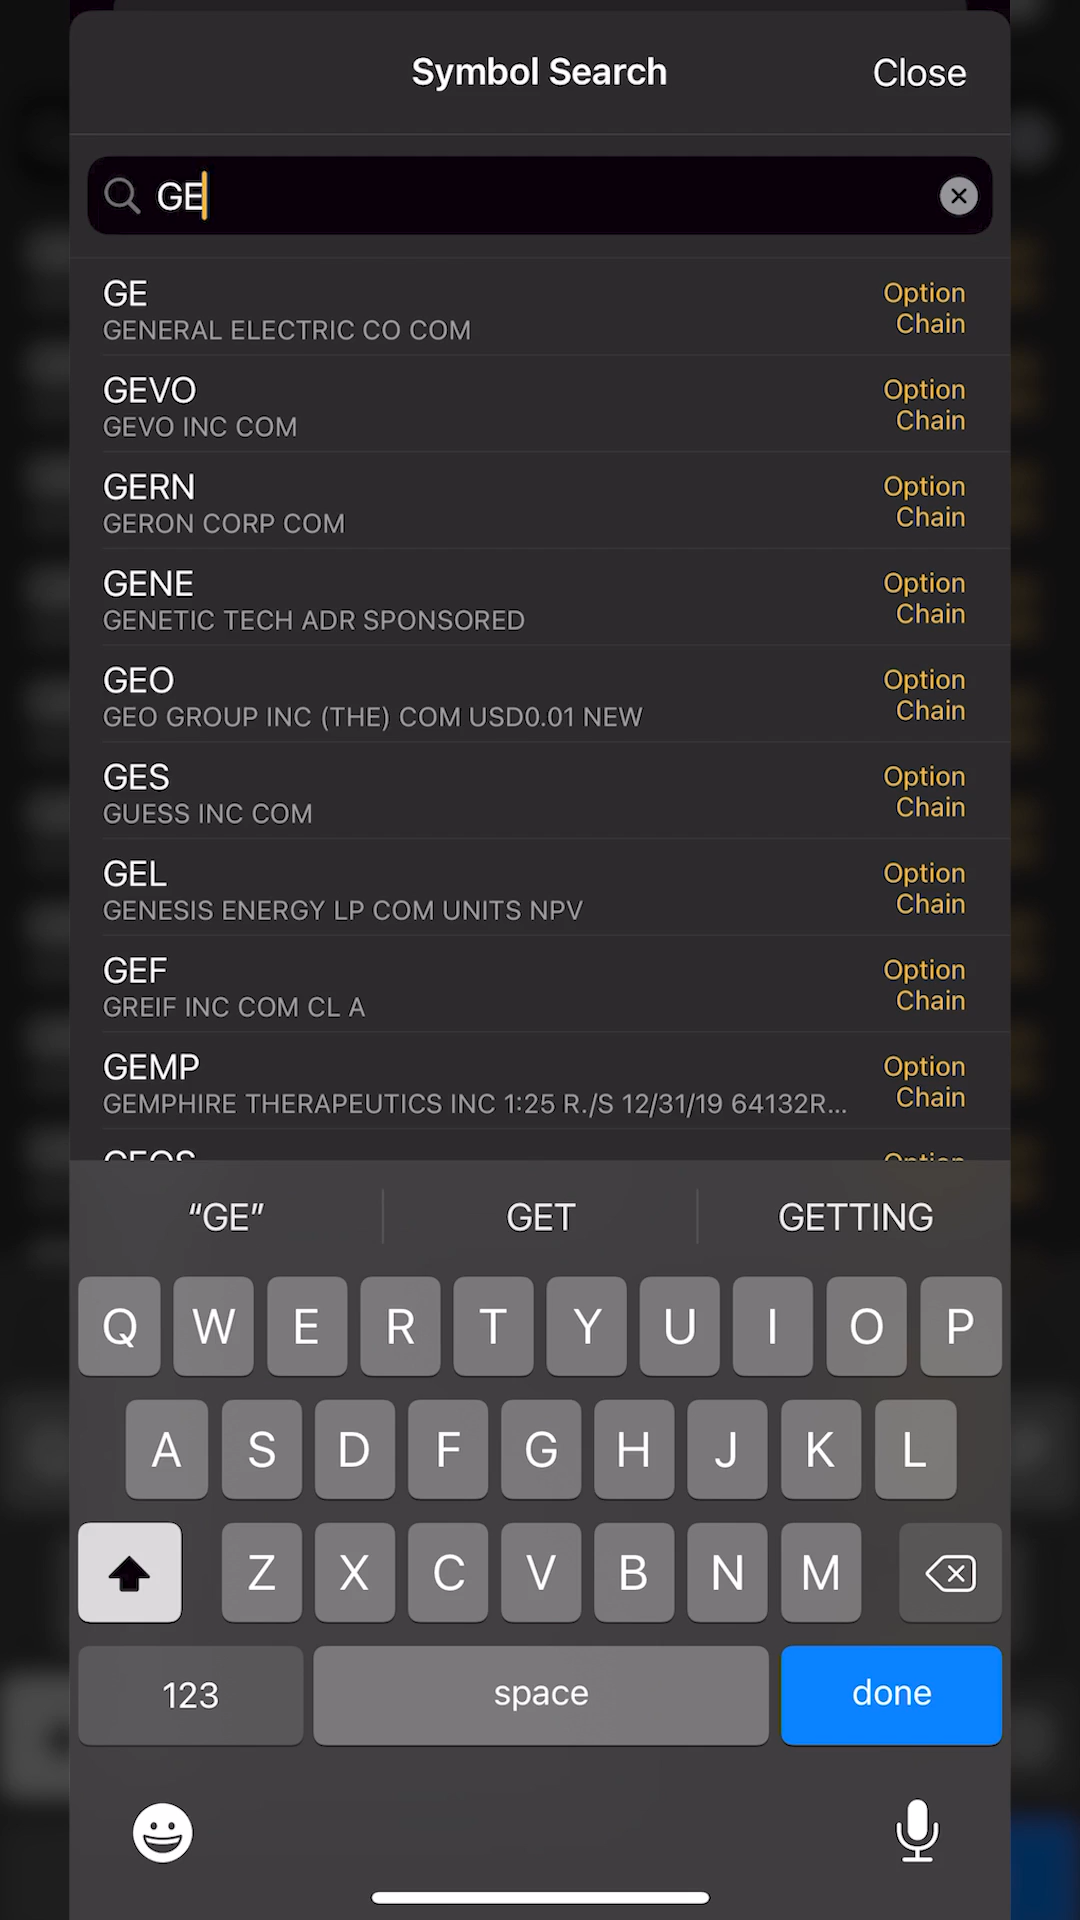 Symbol Search
Close
GE
GE
Option
Chain
GENERAL ELECTRIC CO COM
GEVO
Option
Chain
GEVO INC COM
GERN
Option
Chain
GERON CORP COM
GENE
Option
Chain
GENETIC TECH ADR SPONSORED
GEO
Option
Chain
GEO GROUP INC (THE) COM USD0.01 NEW
GES
Option
Chain
GUESS INC COM
GEL
Option
Chain
GENESIS ENERGY LP COM UNITS NPV
GEF
Option
Chain
GREIF INC COM CL A
GEMP
Option
Chain
GEMPHIRE THERAPEUTICS INC 1:25 R./S 12/31/19 64132R...
GEOS
Option
“GE”
GET
GETTING
Q W E R T Y U I O P
A S D F G H J K L
Z X C V B N M
123
space
done